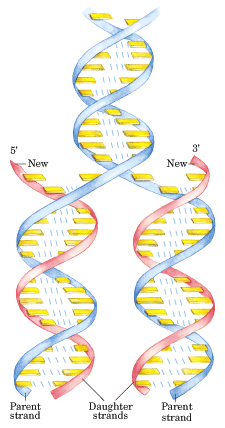 5'
3'
New
New
Parent
strand
Daughter
strands
Parent
strand